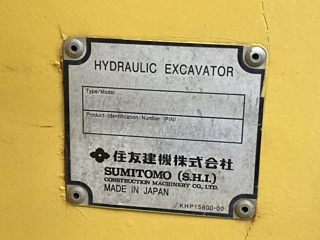 HYDRAULIC EXCAVATOR
Type/Model
Product Identification Number (PIN)
住友建機株式会社
SUMITOMO (S.H.I.)
CONSTRUCTION MACHINERY CO., LTD.
MADE IN JAPAN
KHP15800-00